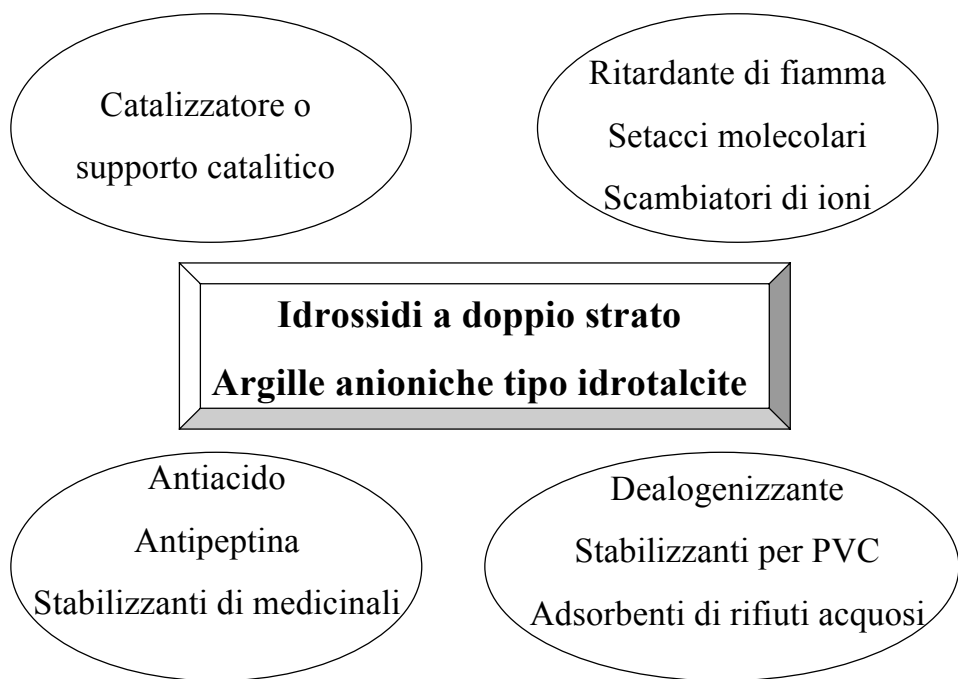 Catalizzatore o
supporto catalitico
Ritardante di fiamma
Setacci molecolari
Scambiatori di ioni
Idrossidi a doppio strato
Argille anioniche tipo idrotalcite
Antiacido
Antipeptina
Stabilizzanti di medicinali
Dealogenizzante
Stabilizzanti per PVC
Adsorbenti di rifiuti acquosi